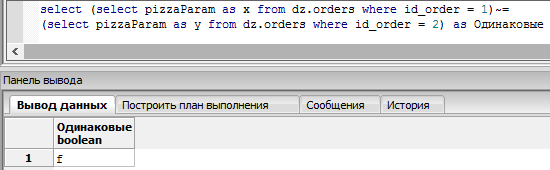 select (select pizzaParam as x from dz.orders where id_order = 1)~=
(select pizzaParam as y from dz.orders where id_order = 2) as Одинаковые
Панель вывода
Вывод данных Построить план выполнения Сообщения История
Одинаковые
boolean
1 f